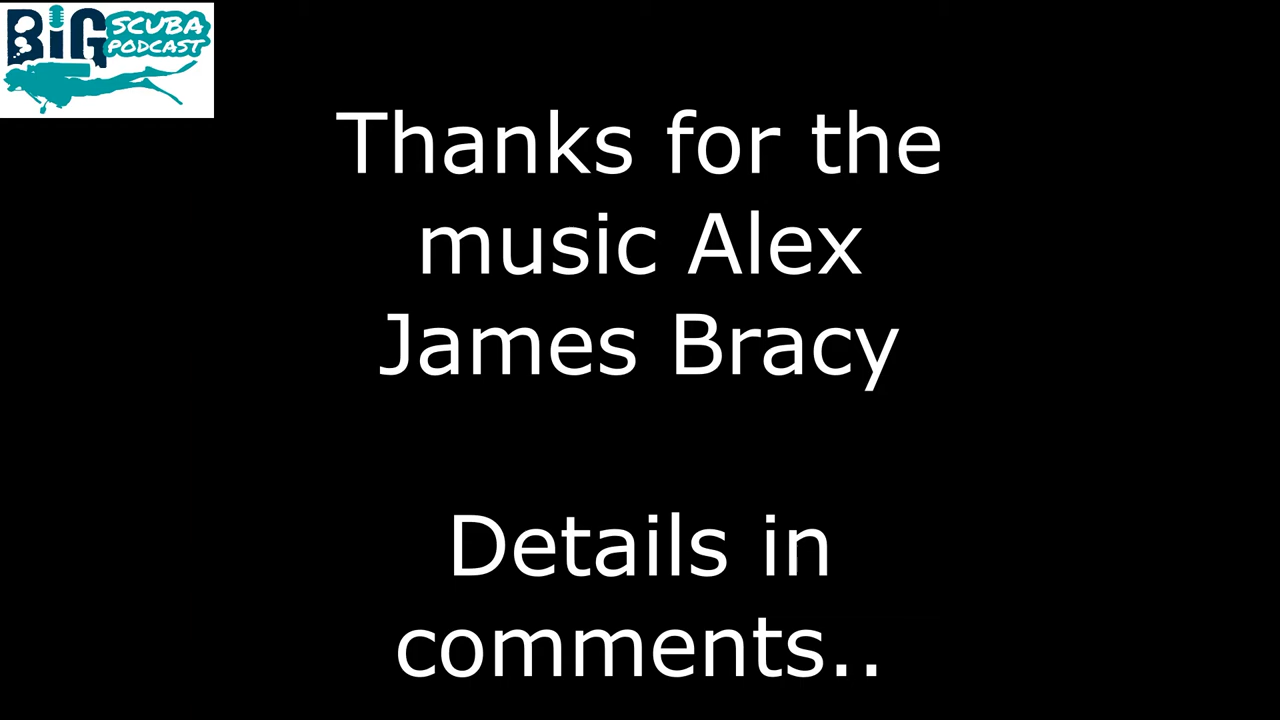 BiG SCUBA
PODCAST
Thanks for the
music Alex
James Bracy
Details in
comments..